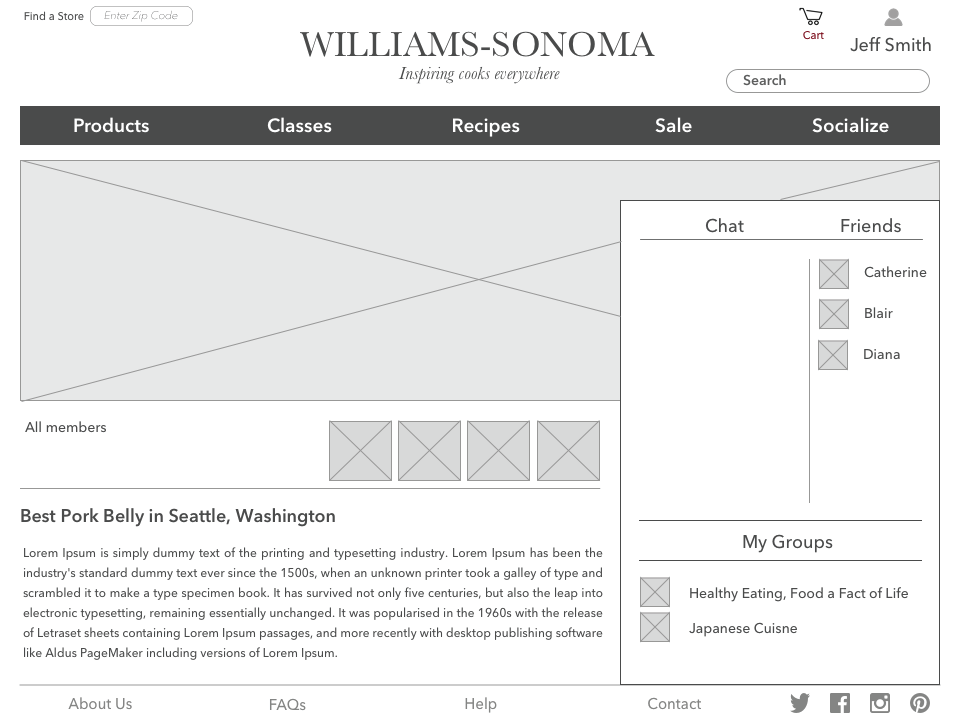 Find a Store
Enter Zip Code
Cart
Jeff Smith
WILLIAMS-SONOMA
Inspiring cooks everywhere
Search
Products Classes Recipes Sale Socialize
Chat Friends
Catherine
Blair
Diana
All members
Best Pork Belly in Seattle, Washington
Lorem Ipsum is simply dummy text of the printing and typesetting industry. Lorem Ipsum has been the
industry's standard dummy text ever since the 1500s, when an unknown printer took a galley of type and
scrambled it to make a type specimen book. It has survived not only five centuries, but also the leap into
electronic typesetting, remaining essentially unchanged. It was popularised in the 1960s with the release
of Letraset sheets containing Lorem Ipsum passages, and more recently with desktop publishing software
like Aldus PageMaker including versions of Lorem Ipsum.
My Groups
Healthy Eating, Food a Fact of Life
Japanese Cuisne
About Us FAQs Help Contact